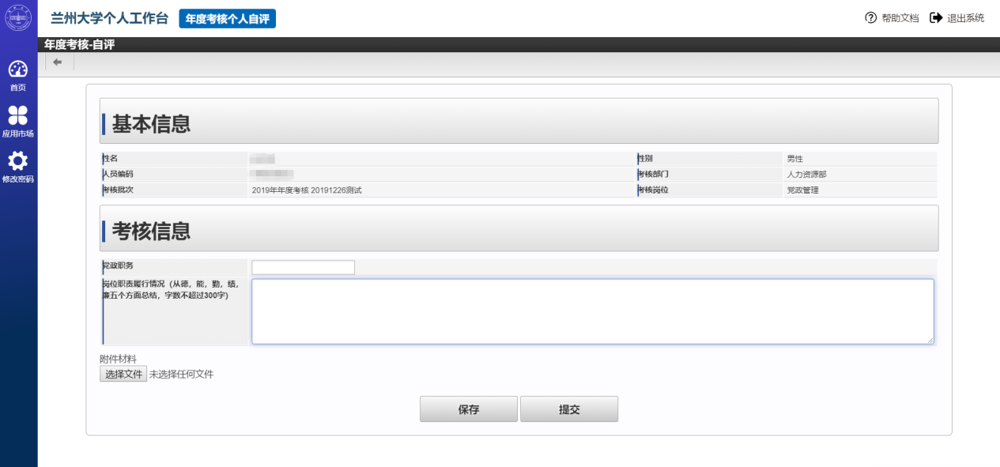 兰州大学个人工作台 年度考核个人自评 帮助文档 退出系统
年度考核-自评
首页
应用市场
修改密码
基本信息
姓名 性别 男性
人员编码 考核部门 人力资源部
考核批次 2019年年度考核 20191226测试 考核岗位 党政管理
考核信息
党政职务
岗位职责履行情况（从德，能，勤，绩，
廉五个方面总结，字数不超过300字）
附件材料
选择文件 未选择任何文件
保存 提交